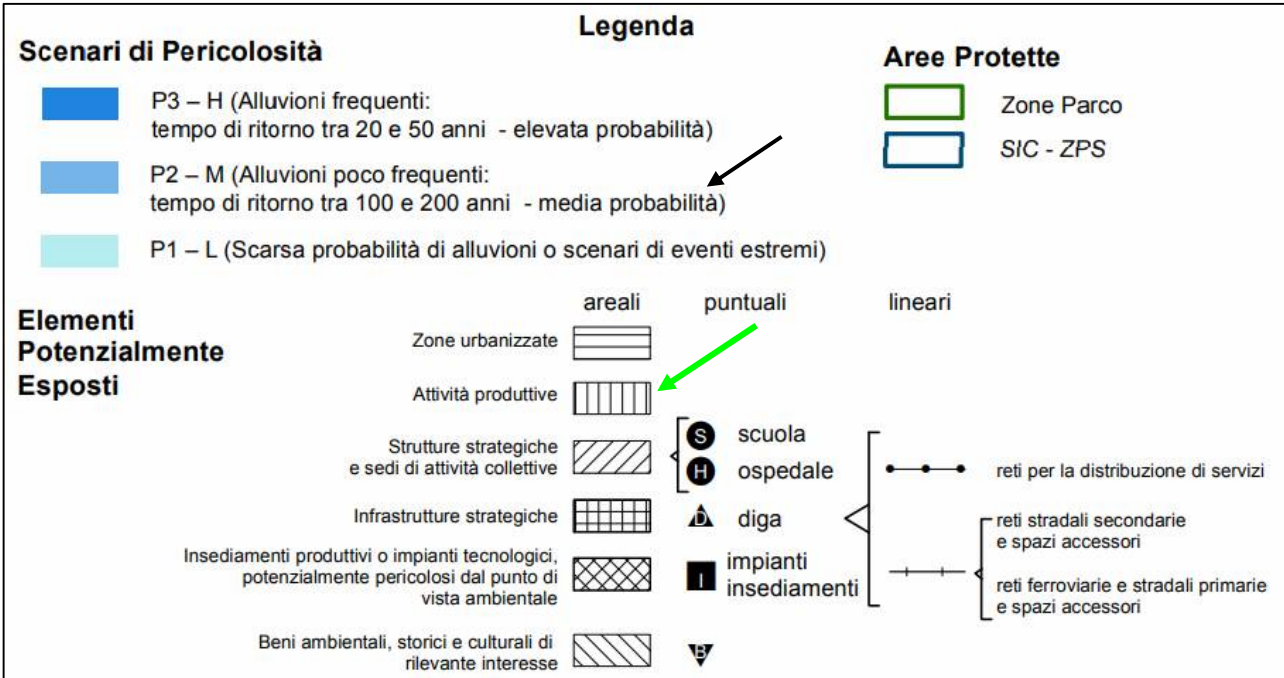 Legenda
Scenari di Pericolosità
P3 – H (Alluvioni frequenti:
tempo di ritorno tra 20 e 50 anni - elevata probabilità)
P2 – M (Alluvioni poco frequenti:
tempo di ritorno tra 100 e 200 anni - media probabilità)
P1 – L (Scarsa probabilità di alluvioni o scenari di eventi estremi)
Aree Protette
Zone Parco
SIC - ZPS
Elementi
Potenzialmente
Esposti
areali
puntuali
lineari
Zone urbanizzate
Attività produttive
Strutture strategiche
e sedi di attività collettive
S scuola
H ospedale
Infrastrutture strategiche
D diga
Insediamenti produttivi o impianti tecnologici,
potenzialmente pericolosi dal punto di
vista ambientale
I impianti
insediamenti
Beni ambientali, storici e culturali di
rilevante interesse
B
reti per la distribuzione di servizi
reti stradali secondarie
e spazi accessori
reti ferroviarie e stradali primarie
e spazi accessori